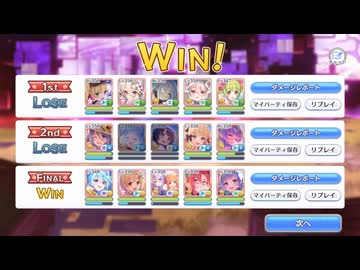 WIN!
1st
LOSE
ダメージレポート
マイパーティ保存
リプレイ
2nd
LOSE
ダメージレポート
マイパーティ保存
リプレイ
FINAL
WIN
ダメージレポート
マイパーティ保存
リプレイ
次へ